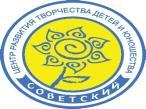 ЦЕНТР РАЗВИТИЯ ТВОРЧЕСТВА ДЕТЕЙ И ЮНОШЕСТВА
СОВЕТСКИЙ